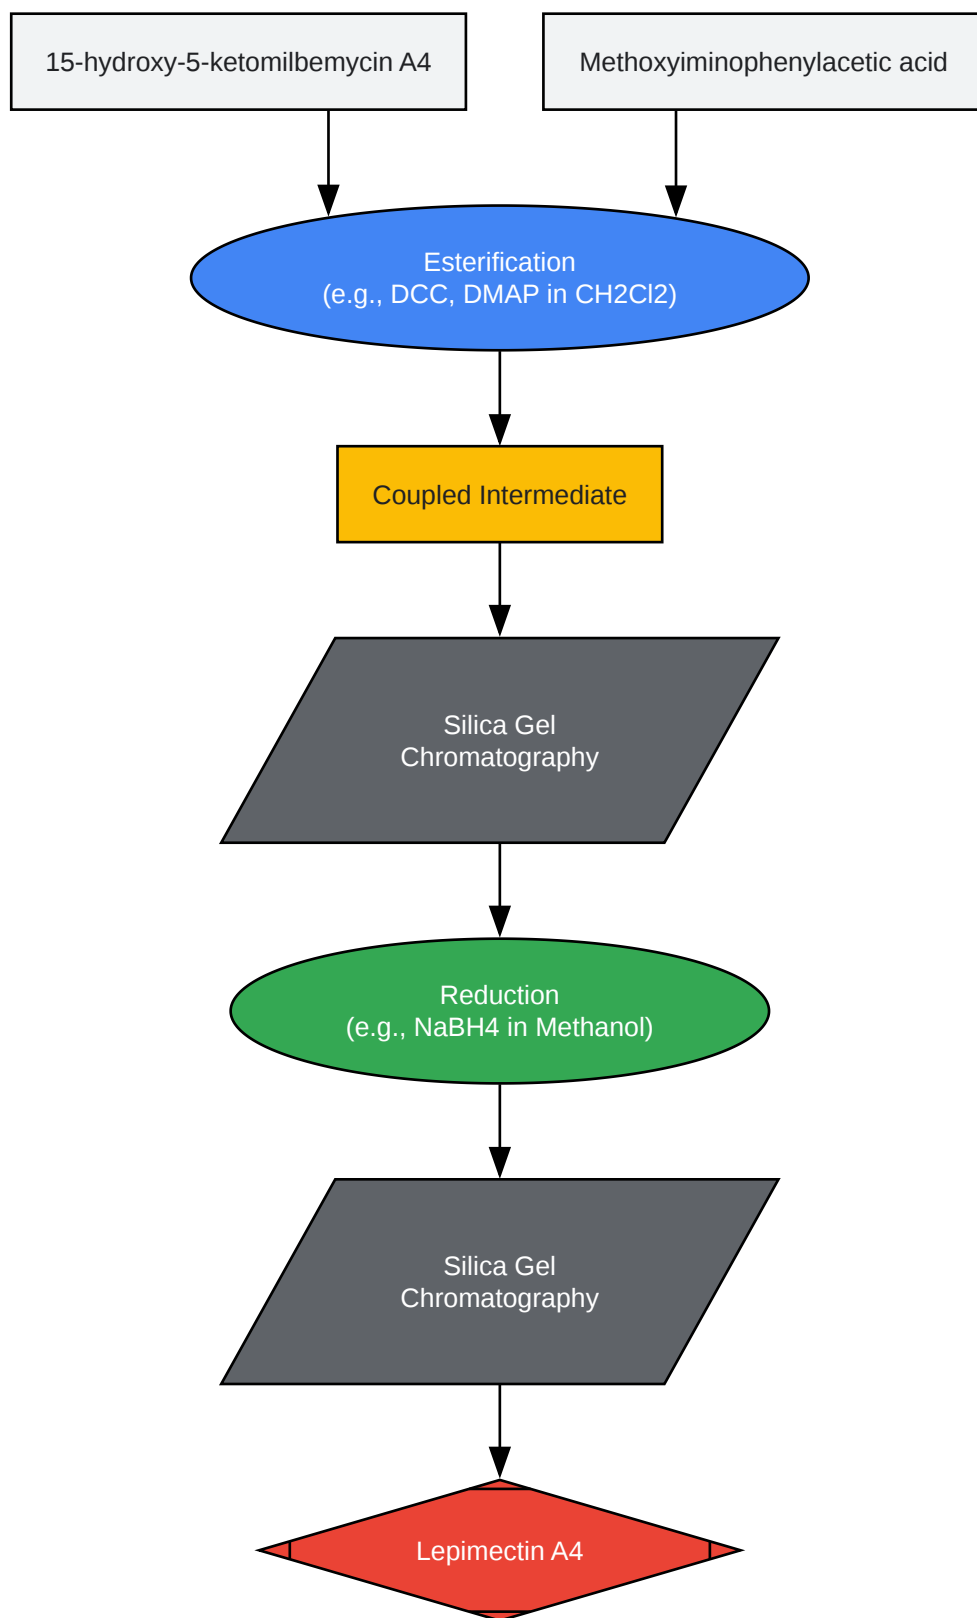 15-hydroxy-5-ketomilbemycin A4
Methoxyiminophenylacetic acid
Esterification
(e.g., DCC, DMAP in CH2Cl2)
Coupled Intermediate
Silica Gel
Chromatography
Reduction
(e.g., NaBH4 in Methanol)
Silica Gel
Chromatography
Lepimectin A4